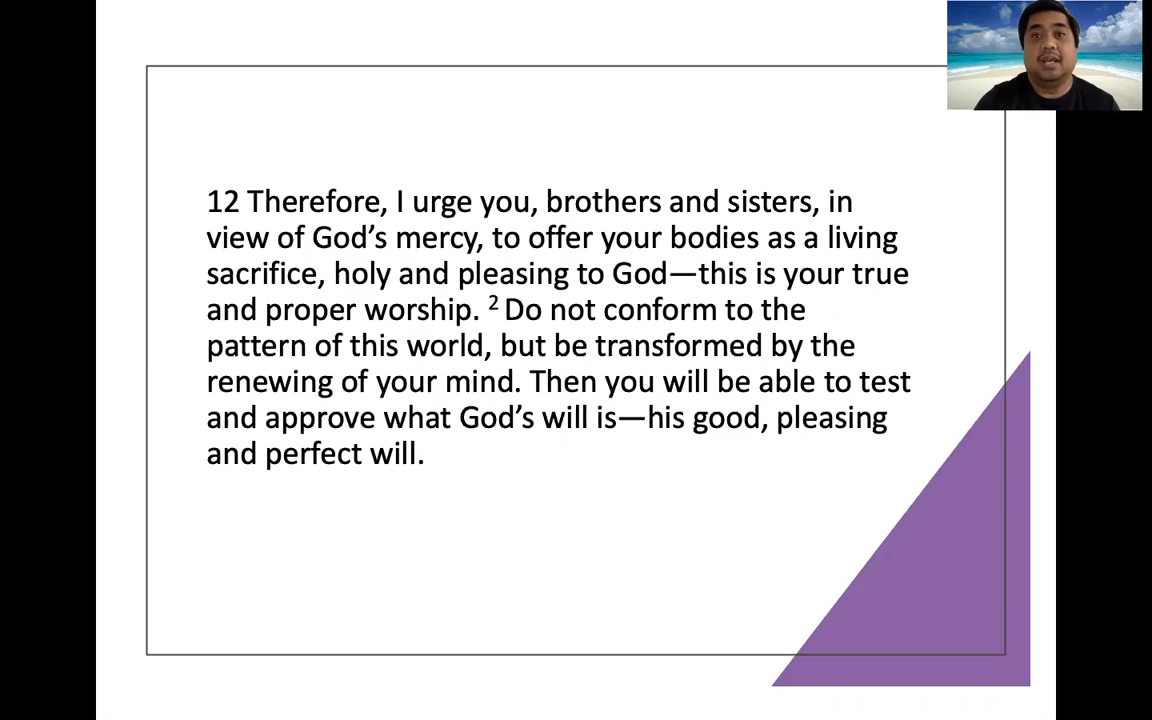 12 Therefore, I urge you, brothers and sisters, in
view of God’s mercy, to offer your bodies as a living
sacrifice, holy and pleasing to God—this is your true
and proper worship. ² Do not conform to the
pattern of this world, but be transformed by the
renewing of your mind. Then you will be able to test
and approve what God’s will is—his good, pleasing
and perfect will.